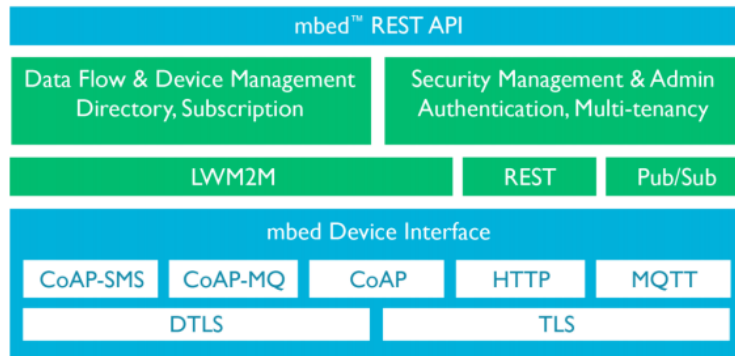 mbed™ REST API
Data Flow & Device Management
Directory, Subscription
Security Management & Admin
Authentication, Multi-tenancy
LWM2M
REST
Pub/Sub
mbed Device Interface
CoAP-SMS
CoAP-MQ
CoAP
HTTP
MQTT
DTLS
TLS